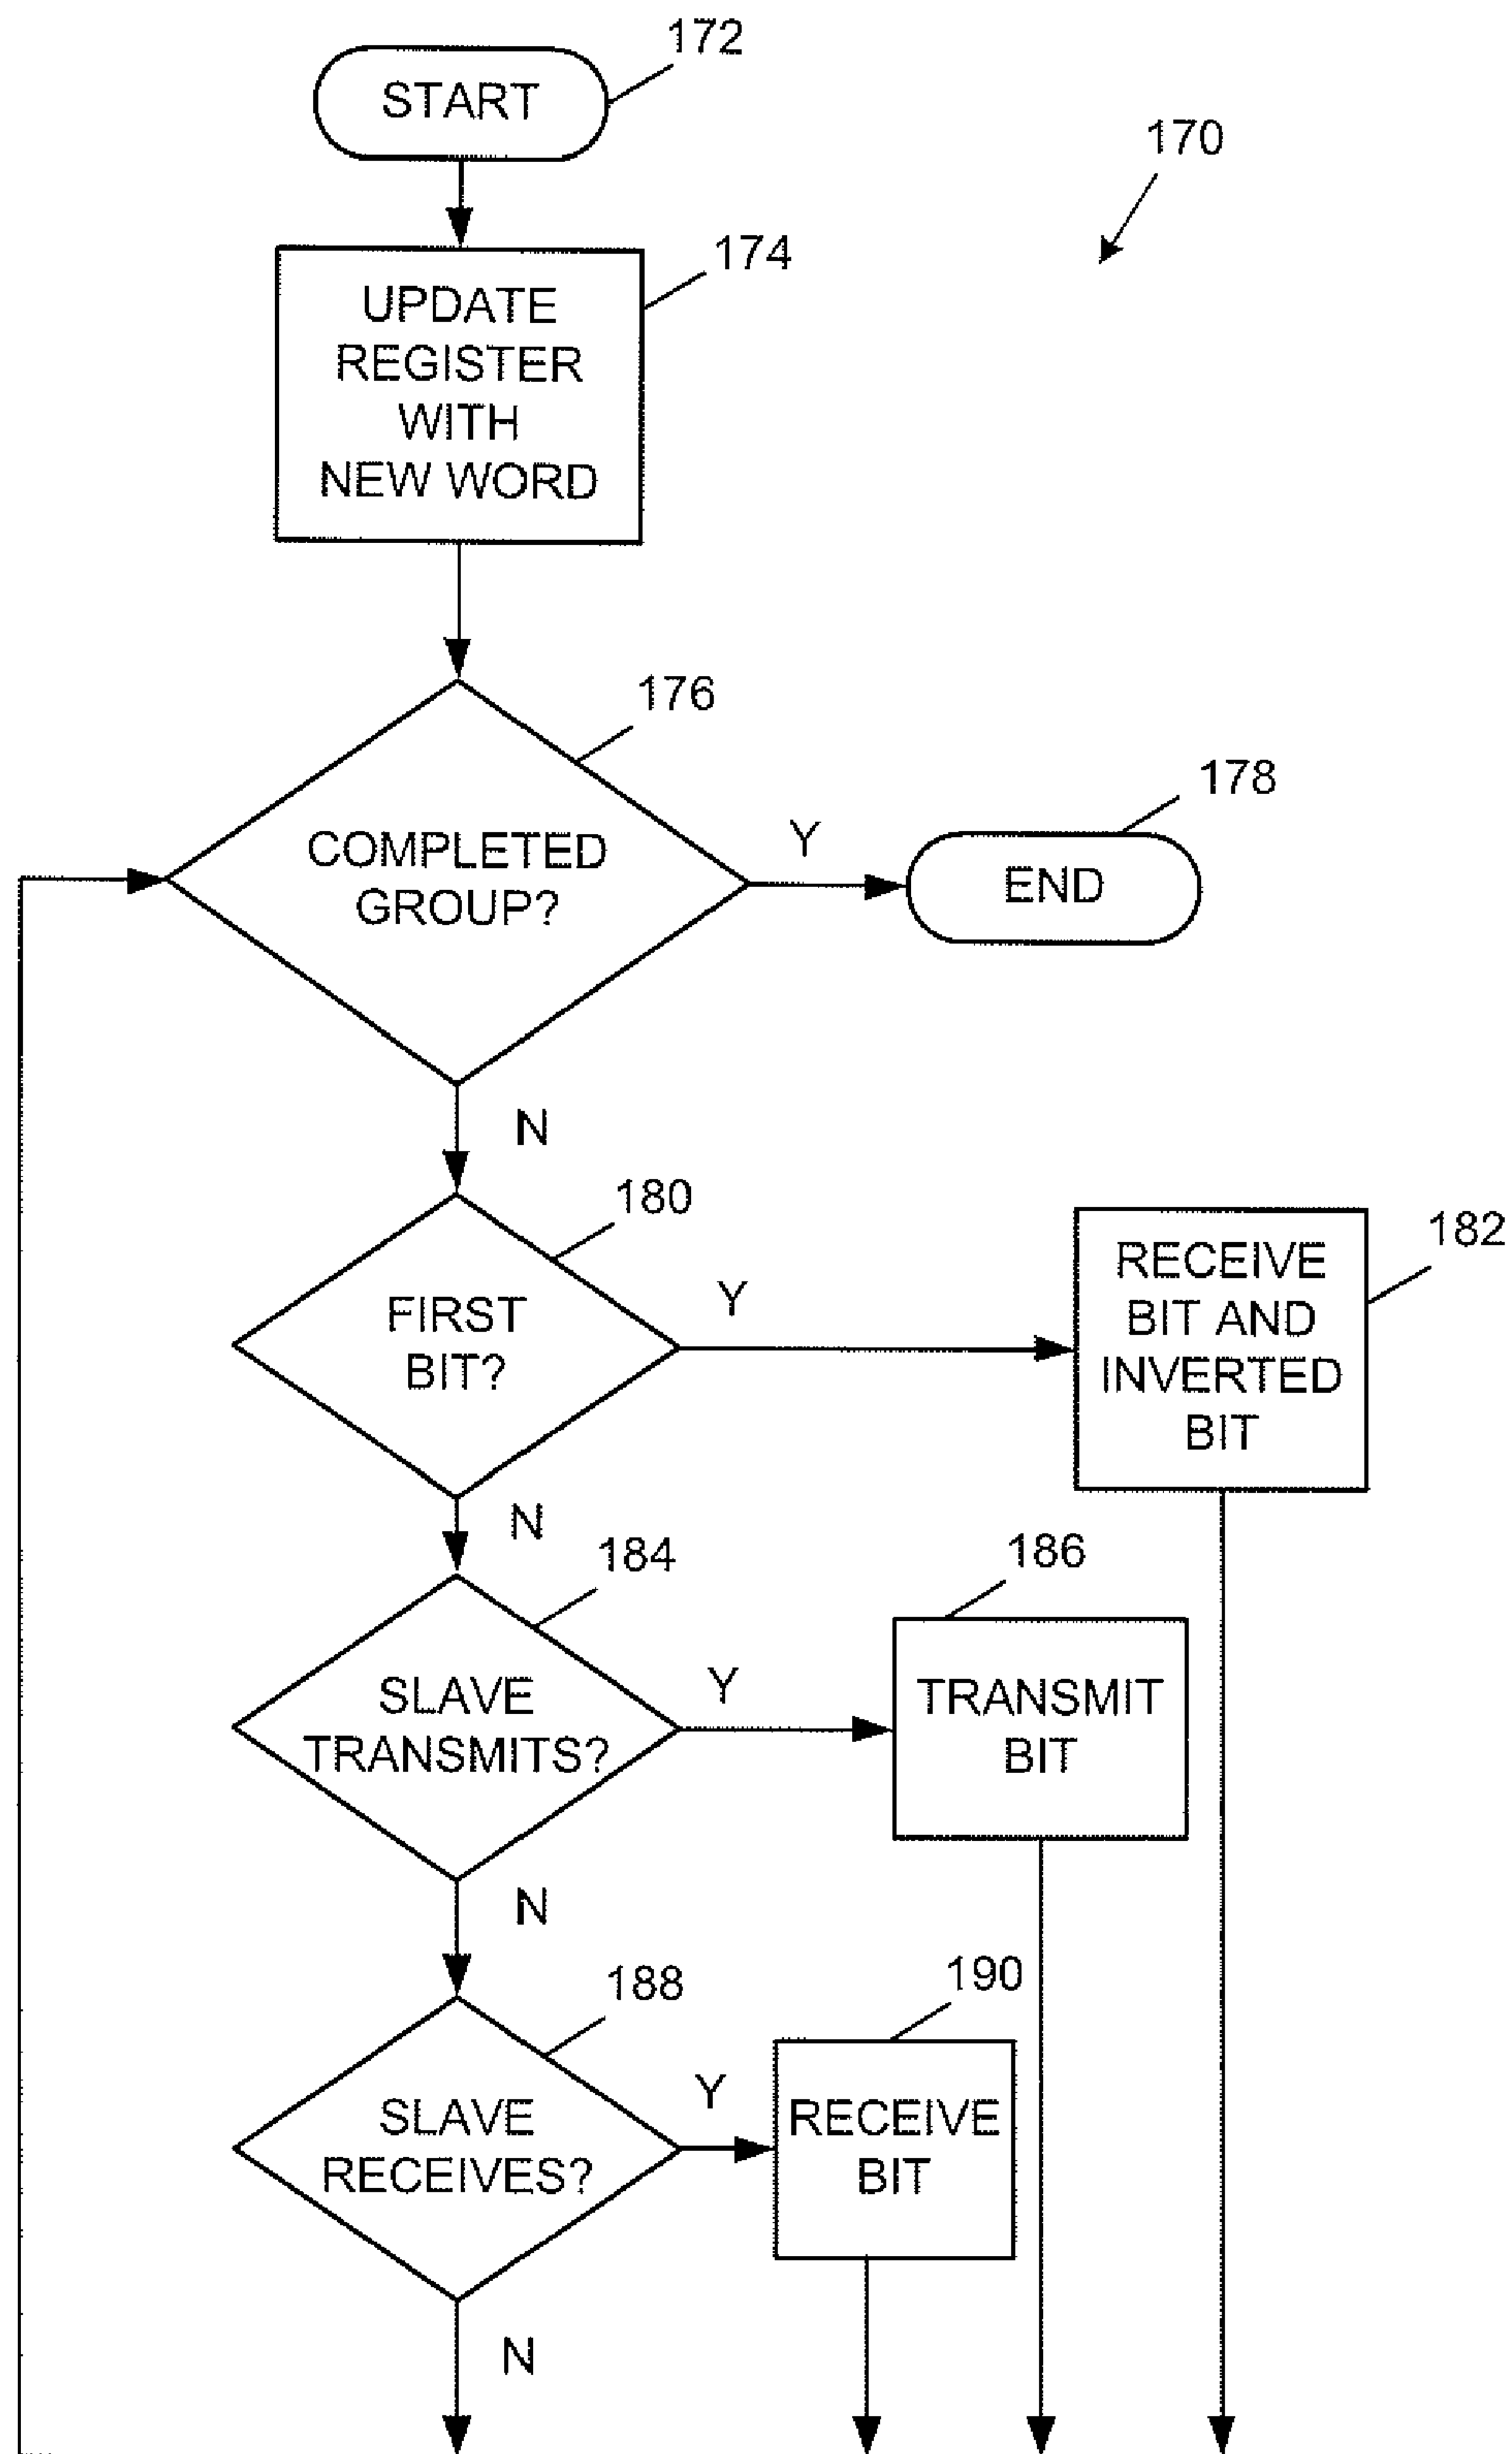 172
START
170
174
UPDATE
REGISTER
WITH
NEW WORD
176
178
COMPLETED
GROUP?
Y
END
N
180
182
FIRST
BIT?
Y
RECEIVE
BIT AND
INVERTED
BIT
N
184
186
SLAVE
TRANSMITS?
Y
TRANSMIT
BIT
N
188
190
SLAVE
RECEIVES?
Y
RECEIVE
BIT
N